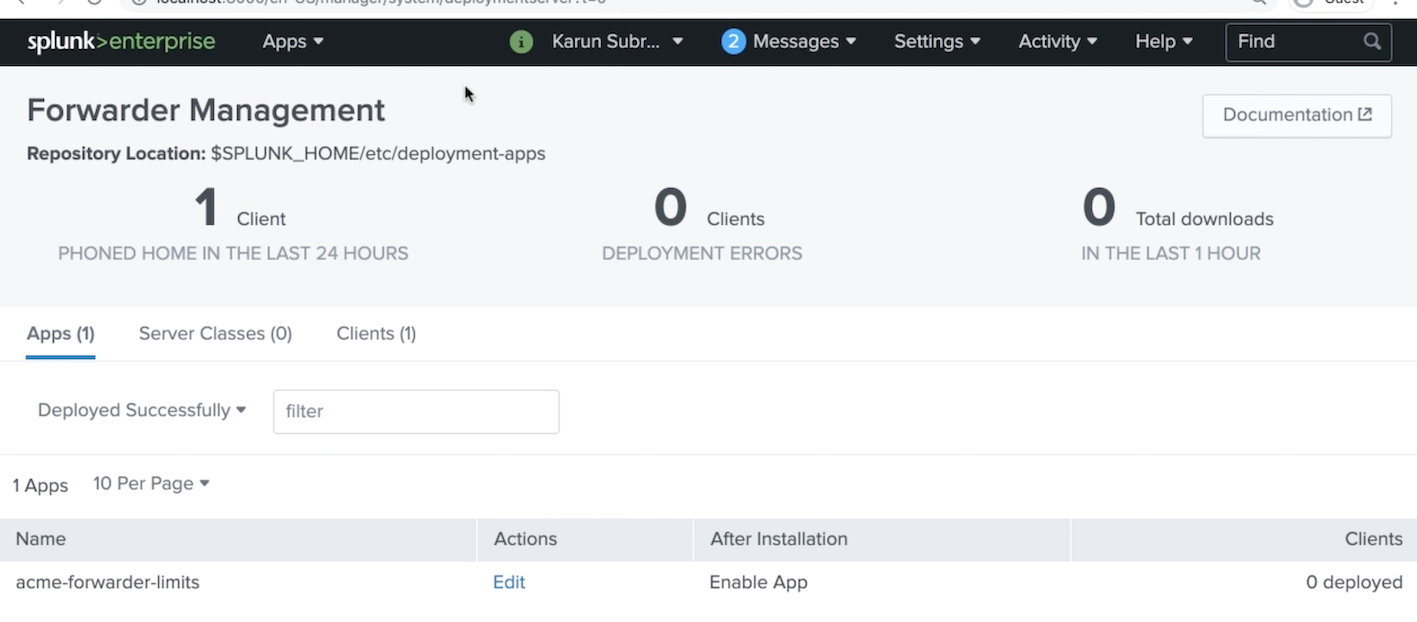 splunk>enterprise Apps Karun Subr... 2 Messages Settings Activity Help Find
Forwarder Management
Documentation
Repository Location: $SPLUNK_HOME/etc/deployment-apps
1 Client 0 Clients 0 Total downloads
PHONED HOME IN THE LAST 24 HOURS DEPLOYMENT ERRORS IN THE LAST 1 HOUR
Apps (1) Server Classes (0) Clients (1)
Deployed Successfully filter
1 Apps 10 Per Page
Name Actions After Installation Clients
acme-forwarder-limits Edit Enable App 0 deployed